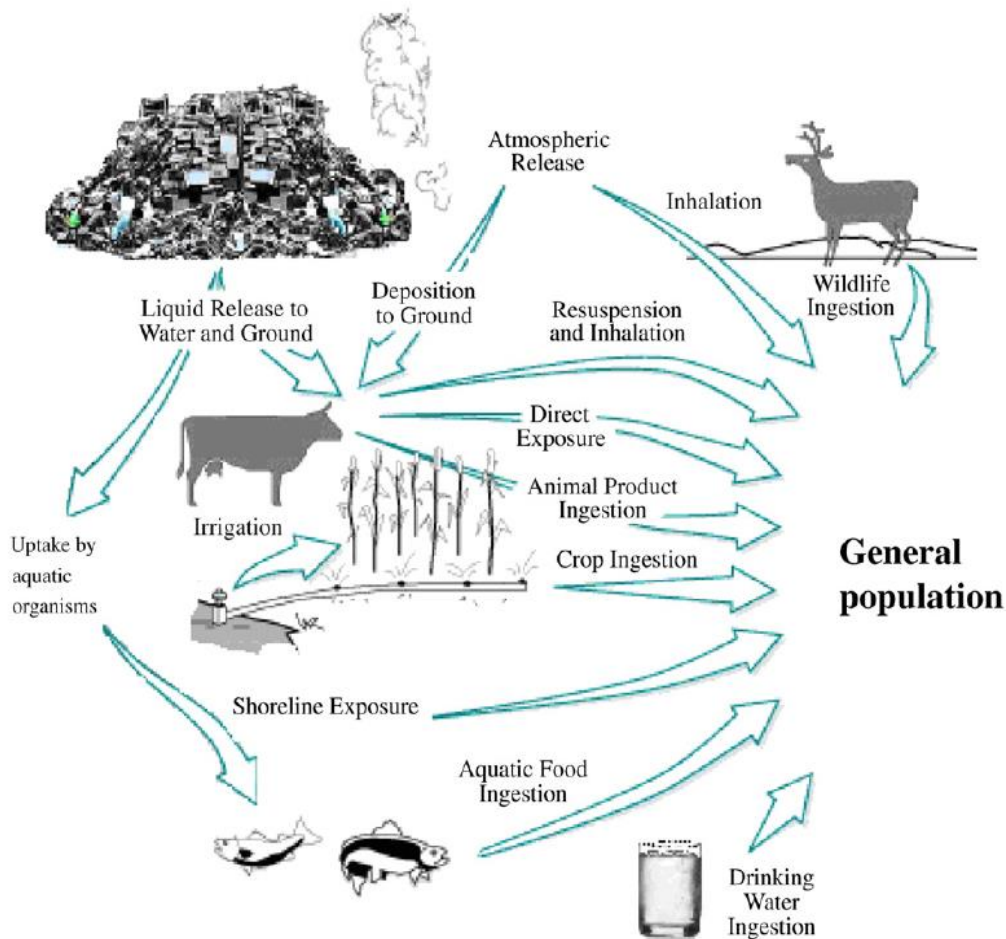 Atmospheric
Release
Inhalation
Wildlife
Ingestion
Liquid Release to
Water and Ground
Deposition
to Ground
Resuspension
and Inhalation
Direct
Exposure
Animal Product
Ingestion
Irrigation
Crop Ingestion
Uptake by
aquatic
organisms
General
population
Shoreline Exposure
Aquatic Food
Ingestion
Drinking
Water
Ingestion